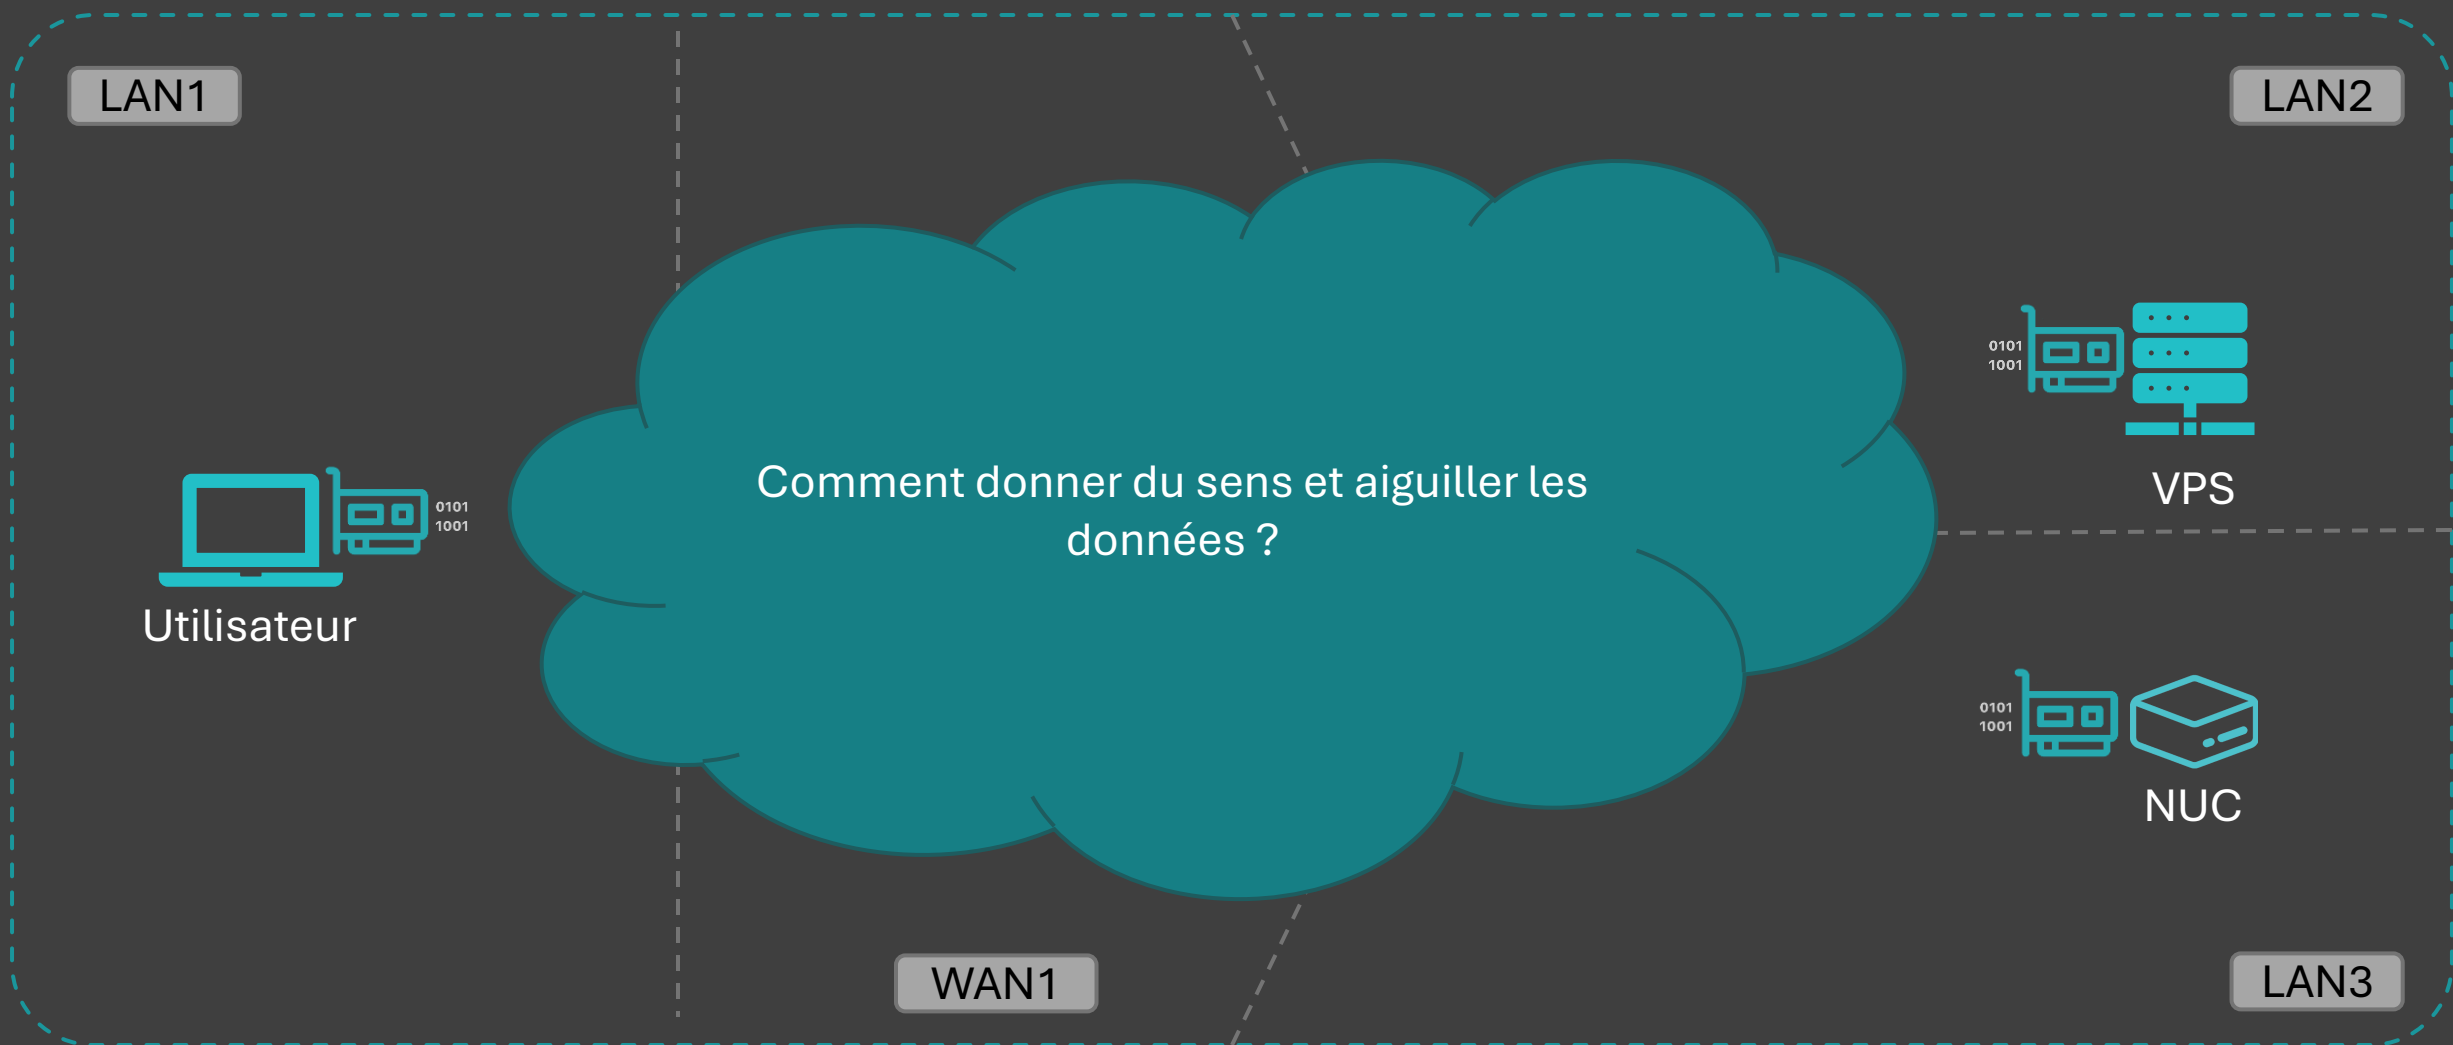 LAN1
LAN2
0101
1001
VPS
Comment donner du sens et aiguiller les
données ?
0101
1001
Utilisateur
0101
1001
NUC
WAN1
LAN3